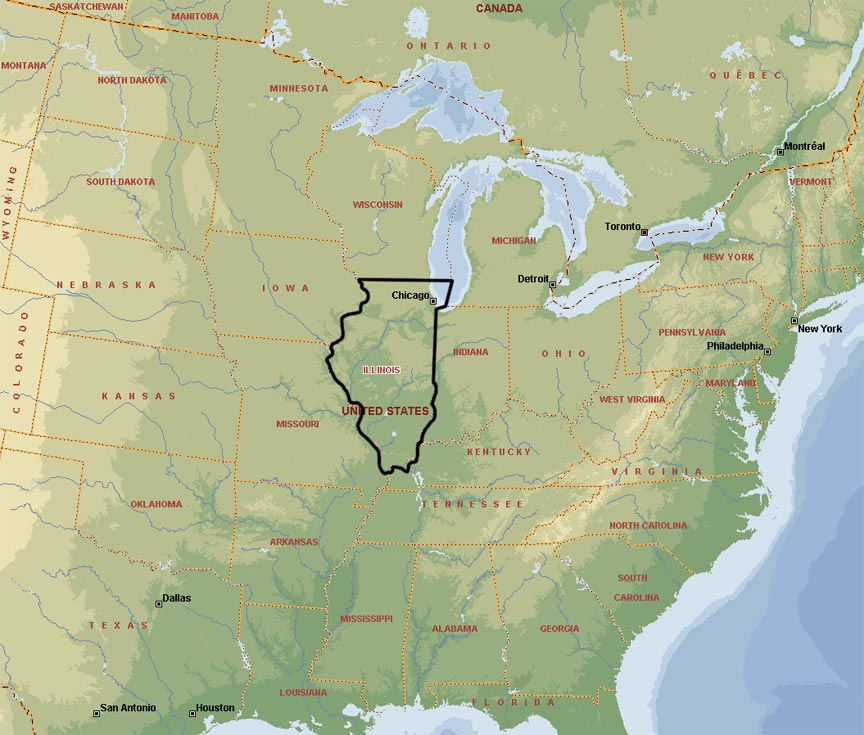 SASKATCHEWAN
MANITOBA
CANADA
ONTARIO
MONTANA
NORTH DAKOTA
MINNESOTA
QUÉBEC
Montréal
SOUTH DAKOTA
VERMONT
WYOMING
WISCONSIN
Toronto
MICHIGAN
NEW YORK
NEBRASKA
IOWA
Chicago
Detroit
New York
PENNSYLVANIA
Philadelphia
COLORADO
ILLINOIS
INDIANA
OHIO
MARYLAND
KANSAS
WEST VIRGINIA
UNITED STATES
MISSOURI
KENTUCKY
VIRGINIA
OKLAHOMA
TENNESSEE
NORTH CAROLINA
ARKANSAS
SOUTH
CAROLINA
Dallas
TEXAS
MISSISSIPPI
ALABAMA
GEORGIA
LOUISIANA
FLORIDA
San Antonio
Houston